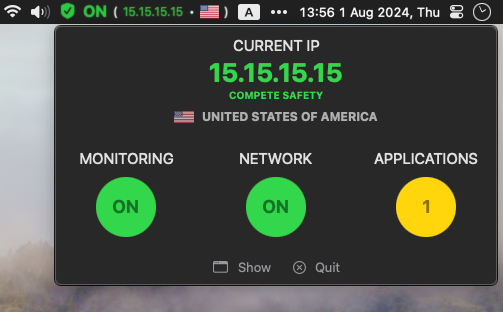 ON ( 15.15.15.15 • ) A ••• 13:56 1 Aug 2024, Thu
CURRENT IP
15.15.15.15
COMPETE SAFETY
UNITED STATES OF AMERICA
MONITORING NETWORK APPLICATIONS
ON ON 1
Show Quit